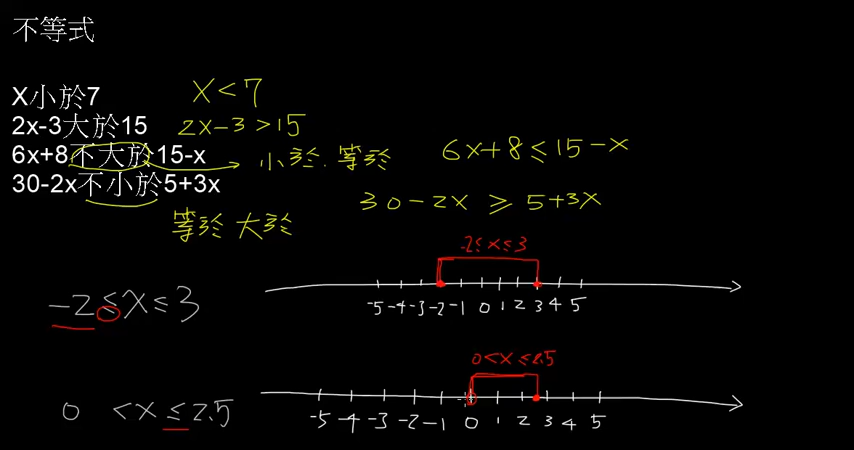 不等式
X小於7 X<7
2x-3大於15 2X-3>15
6x+8不大於15-x 小於.等於 6X+8≤15-X
30-2x不小於5+3x 30-2X≥5+3X
等於 大於
-2≤X≤3
-2≤X≤3
-5 -4 -3 -2 -1 0 1 2 3 4 5
0<X≤2.5
0 <X≤2.5
-5 -4 -3 -2 -1 0 1 2 3 4 5